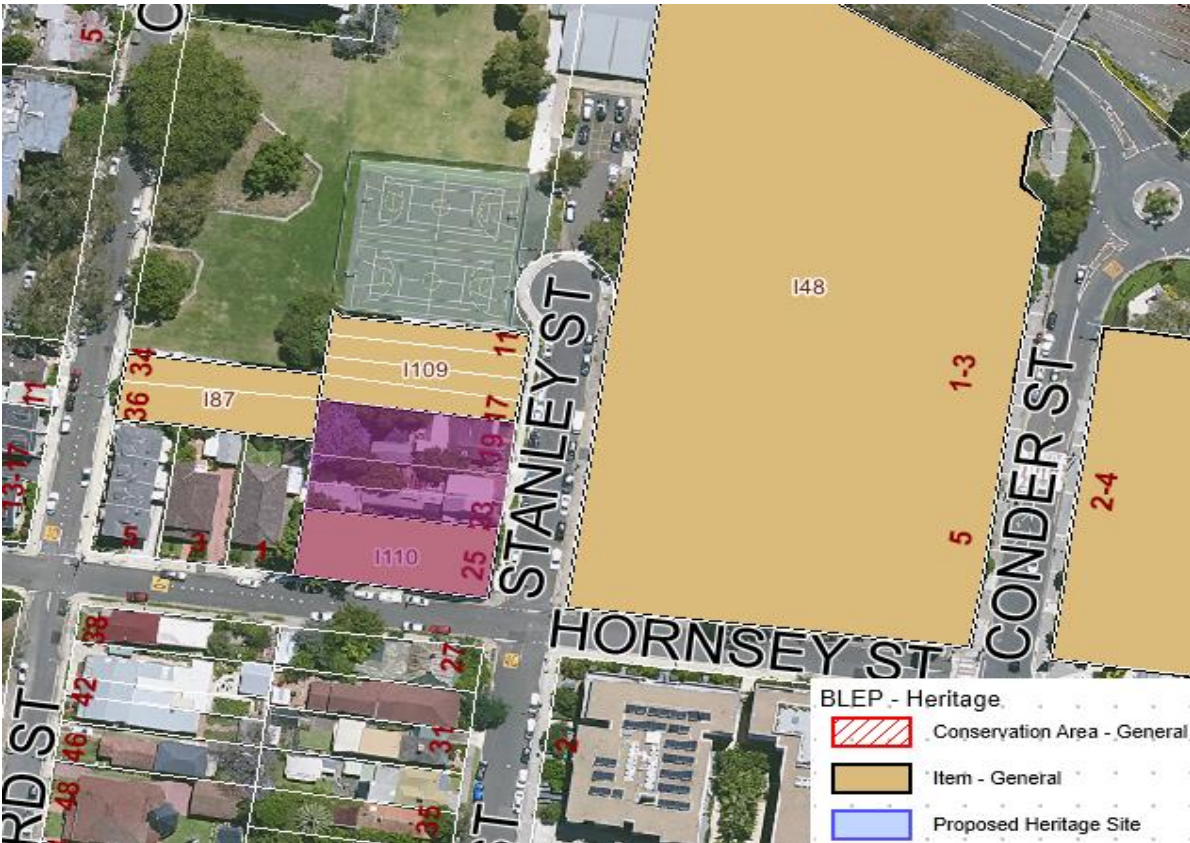 5
I48
STANLEY ST
11
34
I109
1-3
36
I87
17
11
19
13-17
CONDER ST
2-4
23
5
3
1
I110
25
5
HORNSEY ST
38
27
42
2
46
31
48
35
RD ST
ST
BLEP - Heritage
Conservation Area - General
Item - General
Proposed Heritage Site